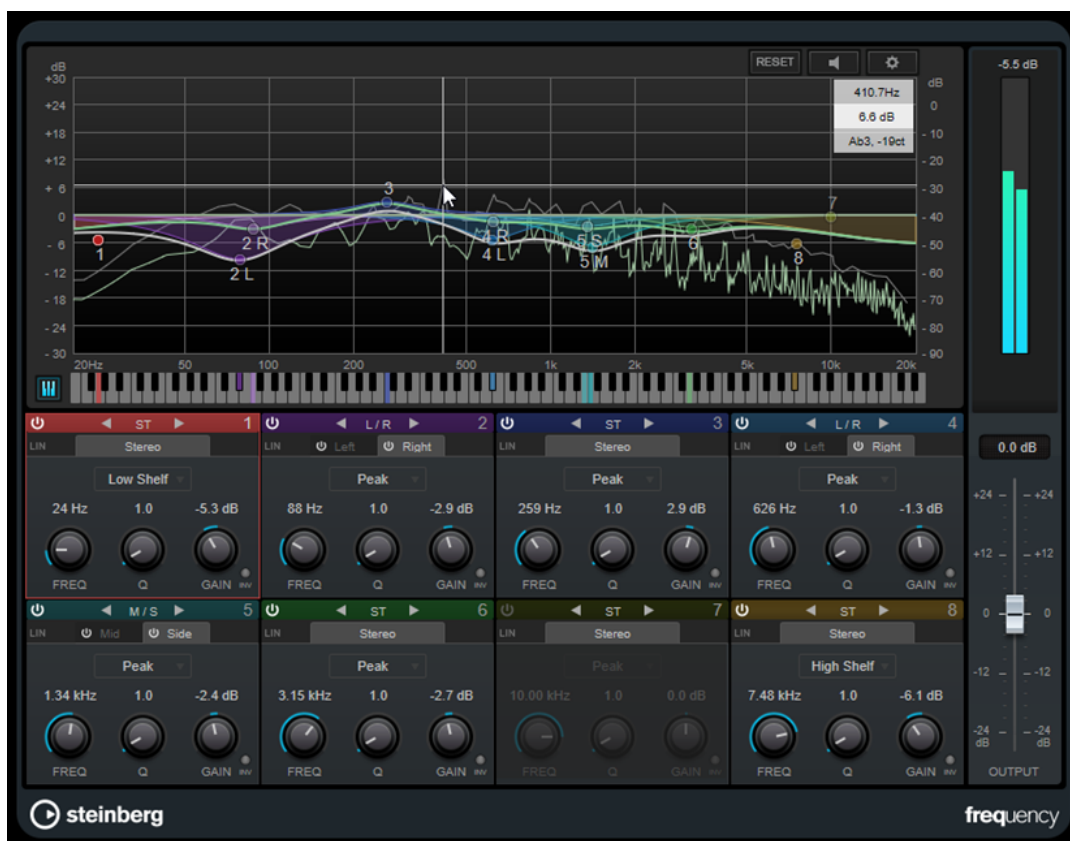 RESET
-5.5 dB
dB
+30
+24
+18
+12
+ 6
0
- 6
- 12
- 18
- 24
- 30
410.7Hz
6.6 dB
Ab3, -19ct
dB
0
- 10
- 20
- 30
- 40
- 50
- 60
- 70
- 80
- 90
1
2 R
2 L
3
4 R
4 L
5 S
5 M
6
7
8
20Hz 50 100 200 500 1k 2k 5k 10k 20k
ST 1
LIN Stereo
Low Shelf
24 Hz 1.0 -5.3 dB
FREQ Q GAIN INV
L / R 2
LIN Left Right
Peak
88 Hz 1.0 -2.9 dB
FREQ Q GAIN INV
ST 3
LIN Stereo
Peak
259 Hz 1.0 2.9 dB
FREQ Q GAIN INV
L / R 4
LIN Left Right
Peak
626 Hz 1.0 -1.3 dB
FREQ Q GAIN INV
M / S 5
LIN Mid Side
Peak
1.34 kHz 1.0 -2.4 dB
FREQ Q GAIN INV
ST 6
LIN Stereo
Peak
3.15 kHz 1.0 -2.7 dB
FREQ Q GAIN INV
ST 7
LIN Stereo
Peak
10.00 kHz 1.0 0.0 dB
FREQ Q GAIN INV
ST 8
LIN Stereo
High Shelf
7.48 kHz 1.0 -6.1 dB
FREQ Q GAIN INV
0.0 dB
+24 +24
+12 +12
0 0
-12 -12
-24 -24
dB dB
OUTPUT
steinberg
frequency